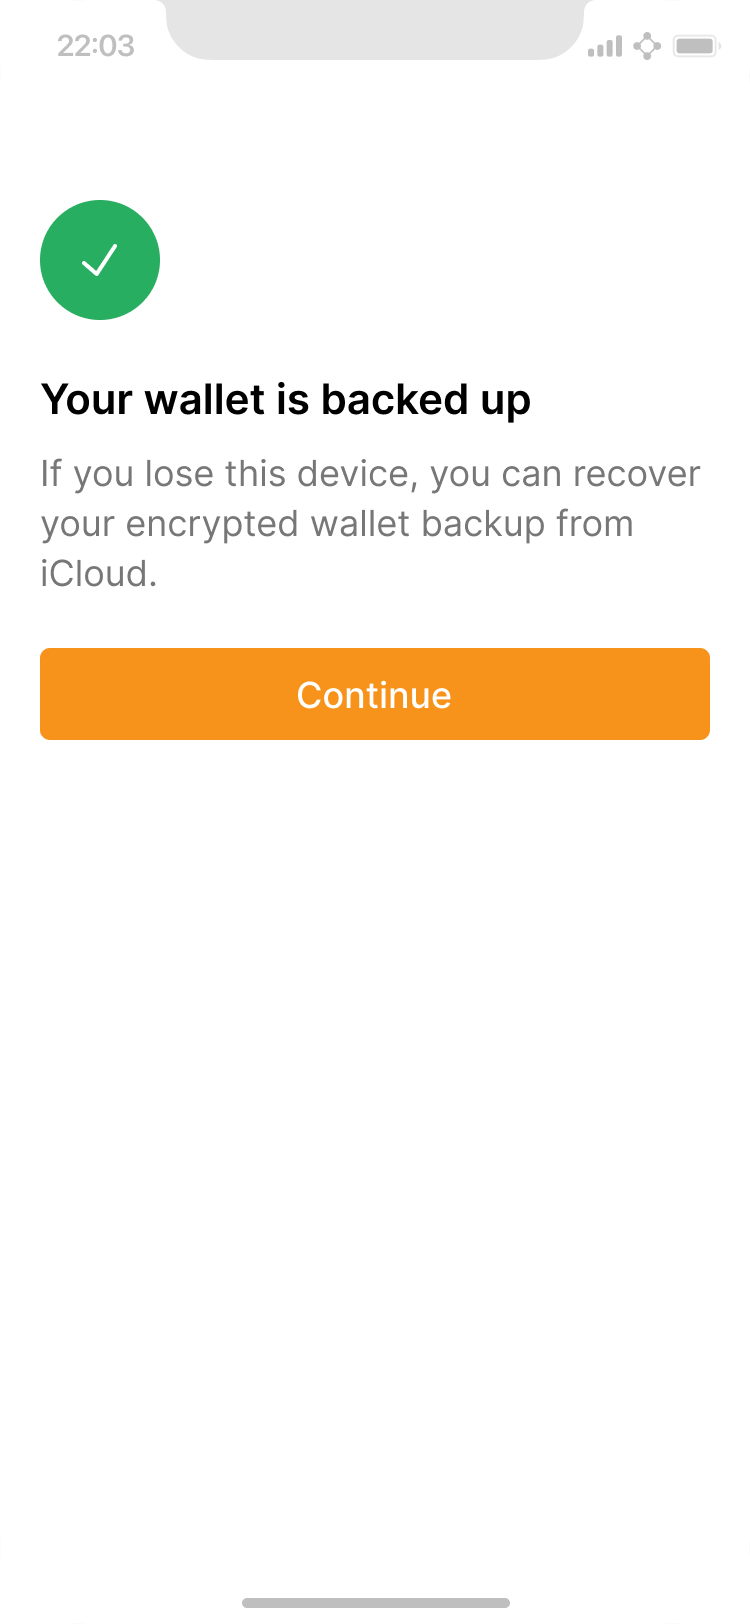 22:03
Your wallet is backed up
If you lose this device, you can recover
your encrypted wallet backup from
iCloud.
Continue